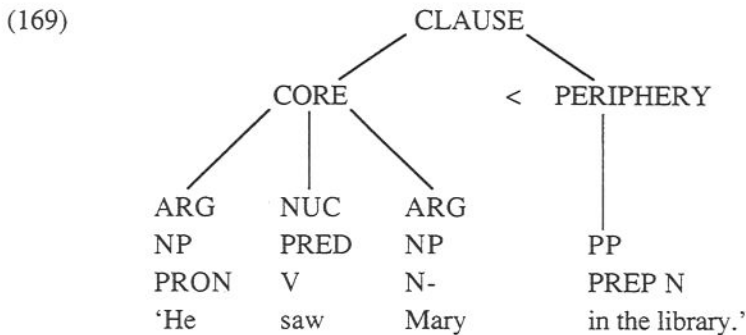 (169) CLAUSE
CORE < PERIPHERY
ARG NUC ARG
NP PRED NP PP
PRON V N- PREP N
‘He saw Mary in the library.’